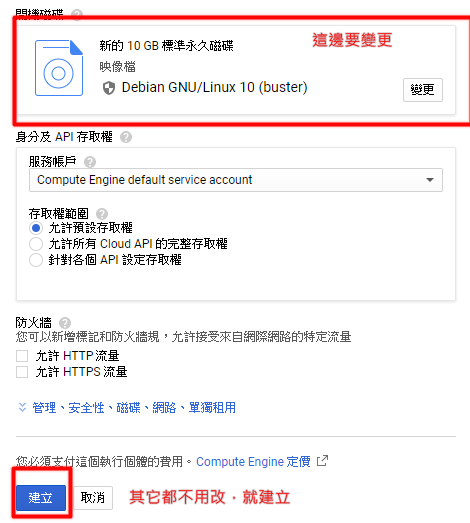 開機磁碟
新的 10 GB 標準永久磁碟
這邊要變更
映像檔
Debian GNU/Linux 10 (buster)
變更
身分及 API 存取權
服務帳戶
Compute Engine default service account
存取權範圍
允許預設存取權
允許所有 Cloud API 的完整存取權
針對各個 API 設定存取權
防火牆
您可以新增標記和防火牆規，允許接受來自網際網路的特定流量
允許 HTTP 流量
允許 HTTPS 流量
管理、安全性、磁碟、網路、單獨租用
您必須支付這個執行個體的費用。Compute Engine 定價
建立 取消 其它都不用改，就建立